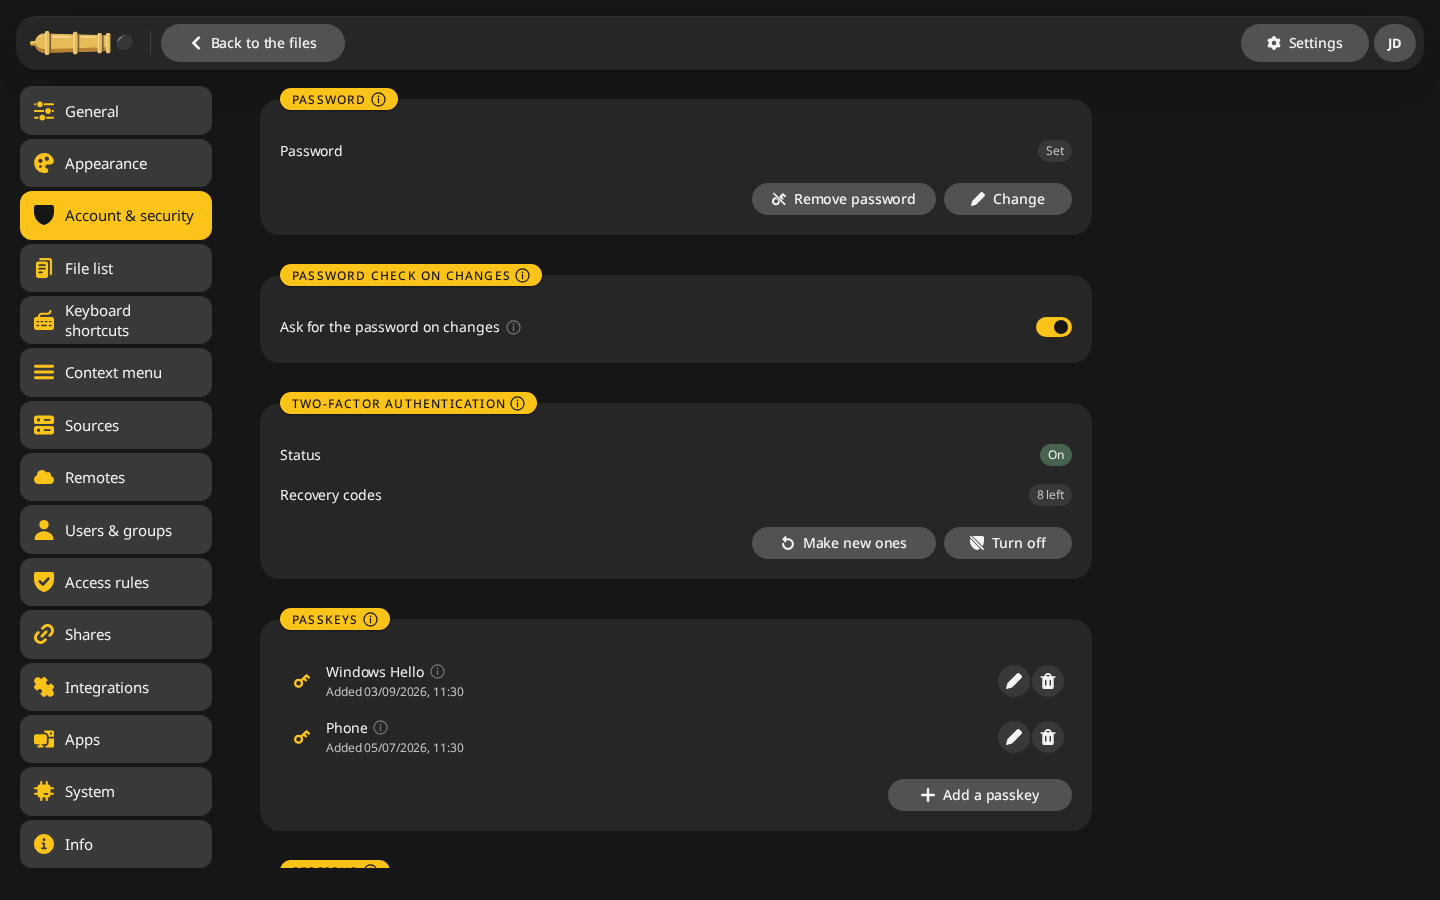 Back to the files
Settings
JD
General
Appearance
Account & security
File list
Keyboard
shortcuts
Context menu
Sources
Remotes
Users & groups
Access rules
Shares
Integrations
Apps
System
Info
PASSWORD
Password
Set
Remove password
Change
PASSWORD CHECK ON CHANGES
Ask for the password on changes
TWO-FACTOR AUTHENTICATION
Status
On
Recovery codes
8 left
Make new ones
Turn off
PASSKEYS
Windows Hello
Added 03/09/2026, 11:30
Phone
Added 05/07/2026, 11:30
Add a passkey